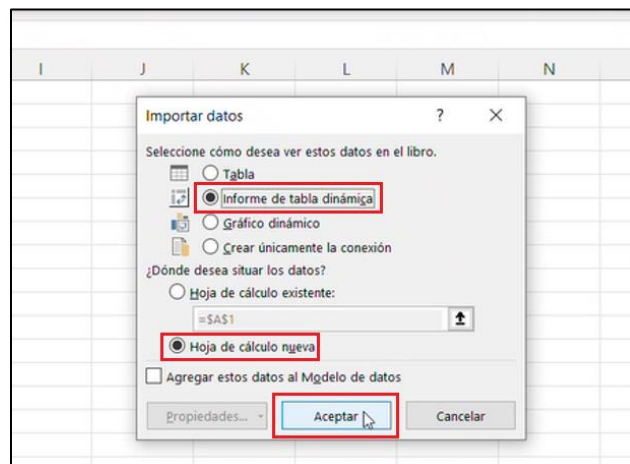 I J K L M N
Importar datos ? ×
Seleccione cómo desea ver estos datos en el libro.
Tabla
Informe de tabla dinámica
Gráfico dinámico
Crear únicamente la conexión
¿Dónde desea situar los datos?
Hoja de cálculo existente:
=$A$1
Hoja de cálculo nueva
Agregar estos datos al Modelo de datos
Propiedades... Aceptar Cancelar